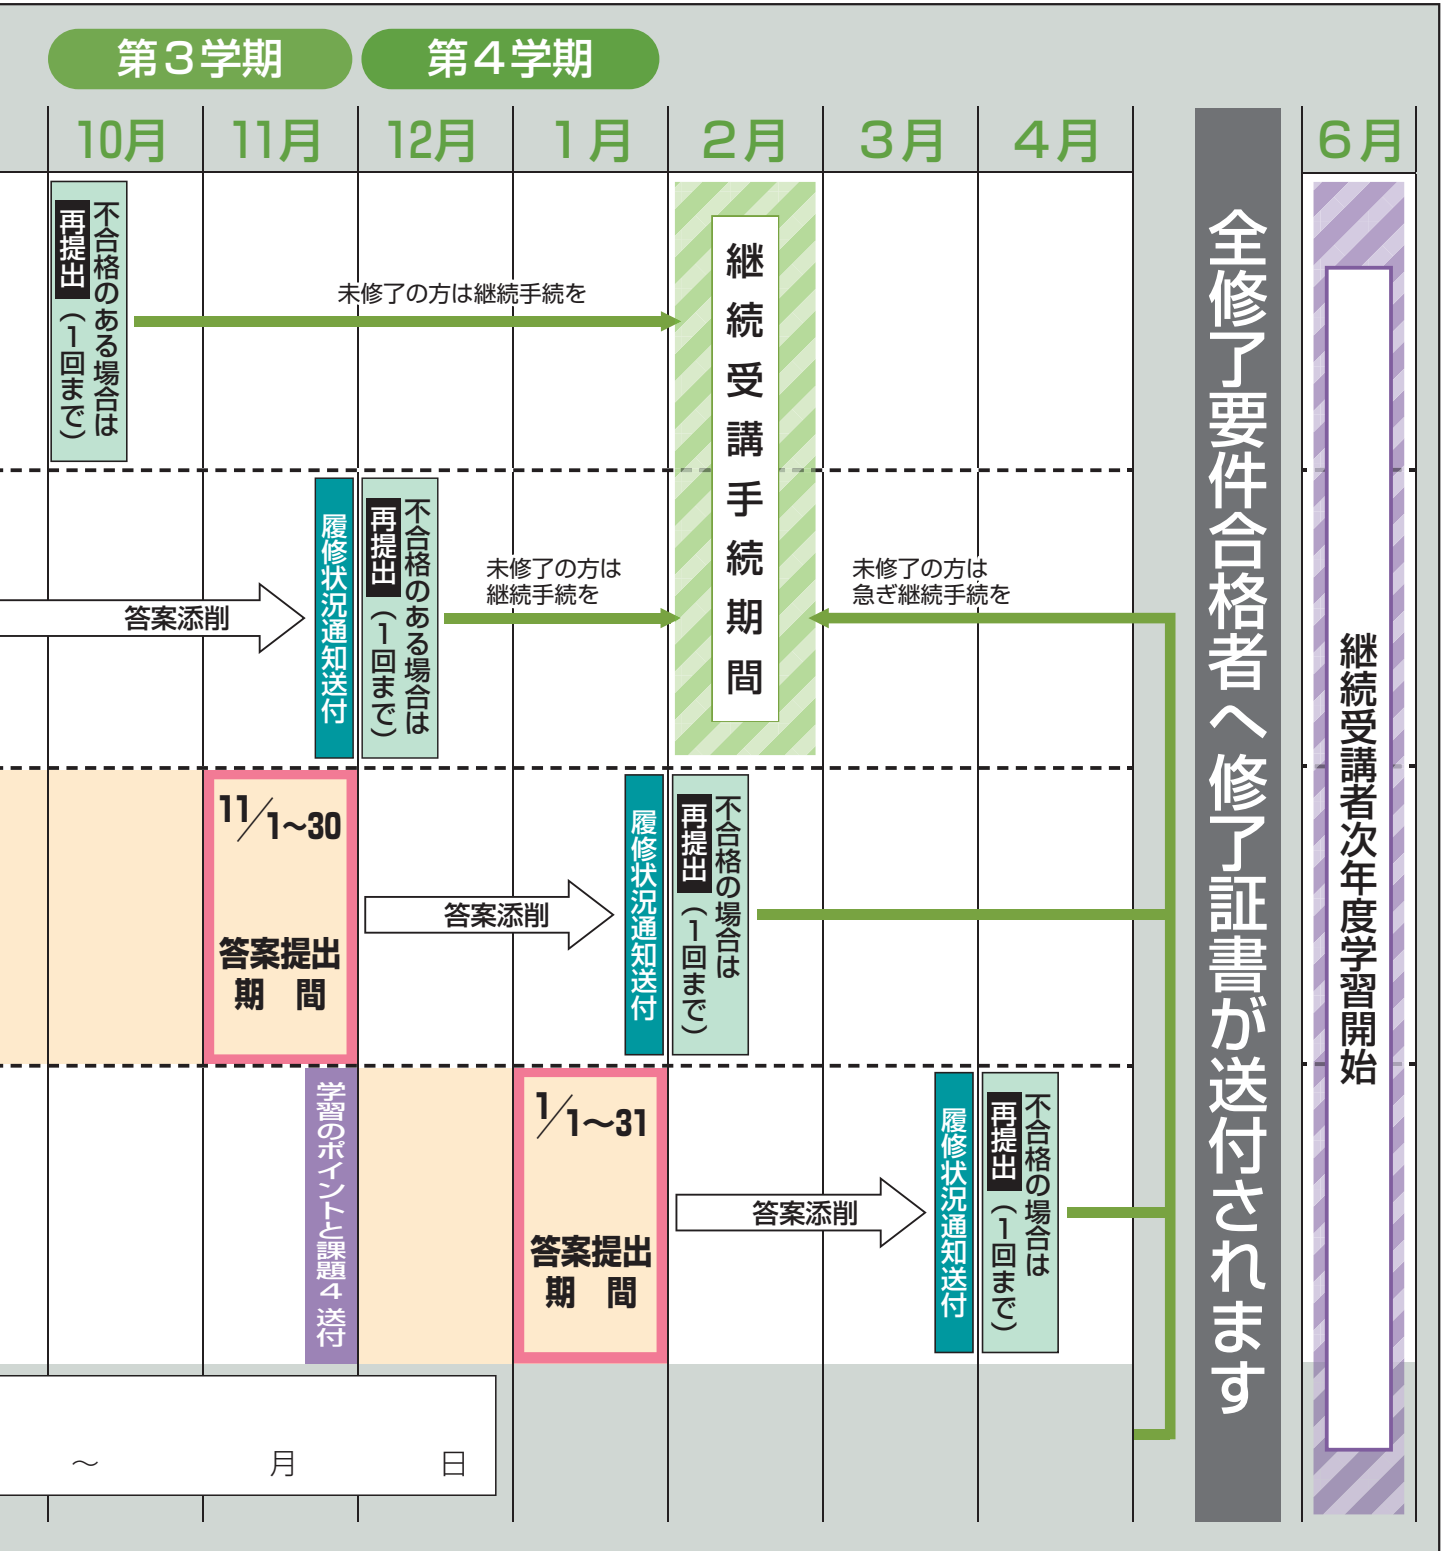 第3学期
第4学期
10月
11月
12月
1月
2月
3月
4月
6月
不合格のある場合は
再提出(1回まで)
未修了の方は継続手続を
継続受講手続期間
答案添削
履修状況通知送付
不合格のある場合は
再提出(1回まで)
未修了の方は
継続手続を
未修了の方は
急ぎ継続手続を
11/1~30
答案提出
期 間
答案添削
履修状況通知送付
不合格の場合は
再提出(1回まで)
学習のポイントと課題4 送付
1/1~31
答案提出
期 間
答案添削
履修状況通知送付
不合格の場合は
再提出(1回まで)
全修了要件合格者へ修了証書が送付されます
継続受講者次年度学習開始
~ 月 日